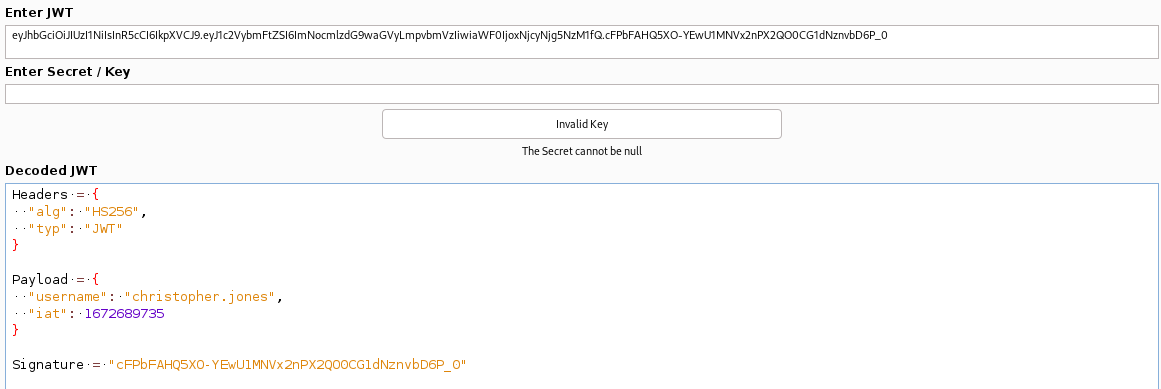 Enter JWT
eyJhbGciOiJIUzI1NiIsInR5cCI6IkpXVCJ9.eyJ1c2VybmFtZSI6ImNocmlzdG9waGVyLmpvbmVzIiwiaWF0IjoxNjcyNjg5NzM1fQ.cFPbFAHQ5XO-YEwU1MNVx2nPX2QO0CG1dNznvbD6P_0
Enter Secret / Key
Invalid Key
The Secret cannot be null
Decoded JWT
Headers = {
  "alg": "HS256",
  "typ": "JWT"
}
Payload = {
  "username": "christopher.jones",
  "iat": 1672689735
}
Signature = "cFPbFAHQ5XO-YEwU1MNVx2nPX2QO0CG1dNznvbD6P_0"